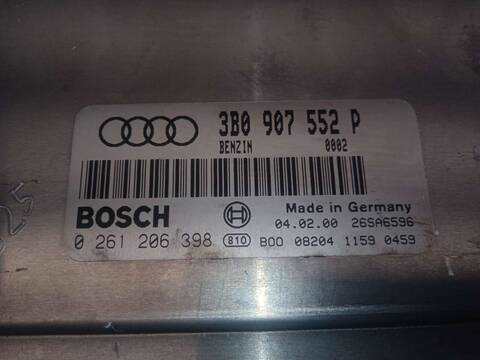 3B0 907 552 P
BENZIN 0002
BOSCH
Made in Germany
04.02.00 26SA6596
0 261 206 398 810 B00 08204 1159 0459